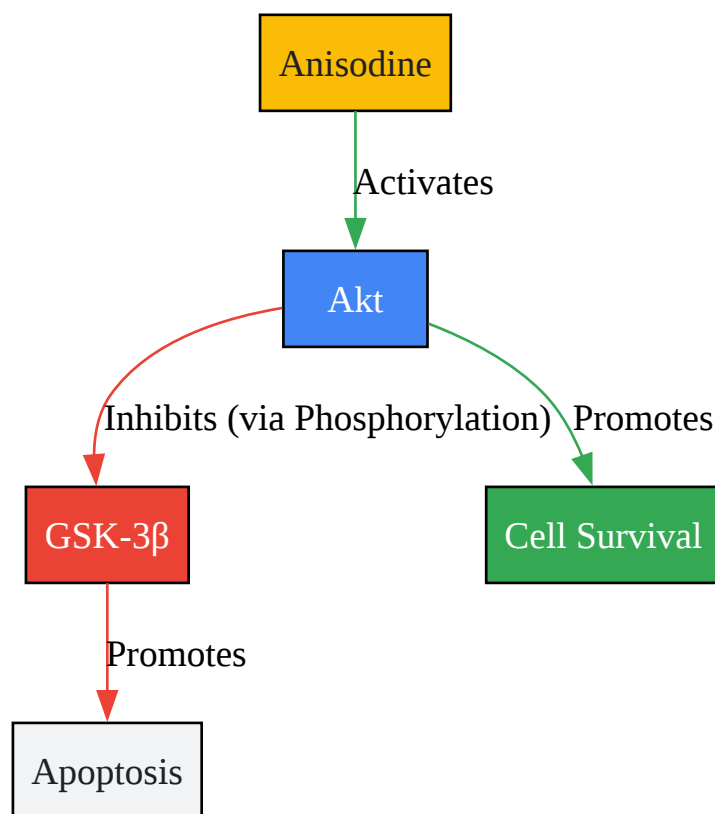 Anisodine
Activates
Akt
Inhibits (via Phosphorylation)
Promotes
GSK-3β
Cell Survival
Promotes
Apoptosis